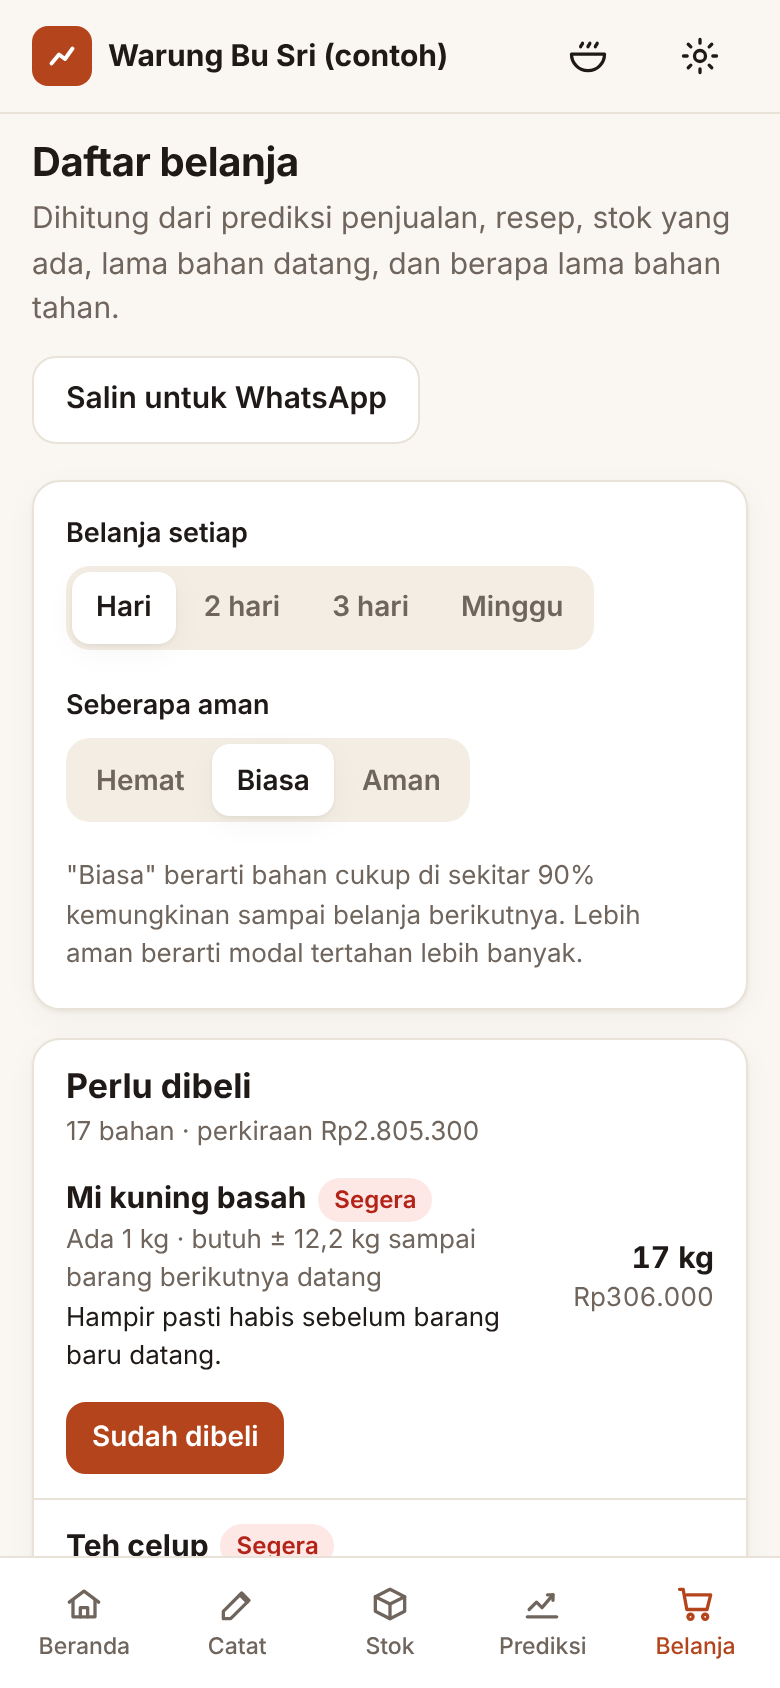 Warung Bu Sri (contoh)
Daftar belanja
Dihitung dari prediksi penjualan, resep, stok yang
ada, lama bahan datang, dan berapa lama bahan
tahan.
Salin untuk WhatsApp
Belanja setiap
Hari 2 hari 3 hari Minggu
Seberapa aman
Hemat Biasa Aman
"Biasa" berarti bahan cukup di sekitar 90%
kemungkinan sampai belanja berikutnya. Lebih
aman berarti modal tertahan lebih banyak.
Perlu dibeli
17 bahan · perkiraan Rp2.805.300
Mi kuning basah Segera
Ada 1 kg · butuh ± 12,2 kg sampai
barang berikutnya datang
Hampir pasti habis sebelum barang
baru datang.
17 kg
Rp306.000
Sudah dibeli
Teh celup Segera
Beranda Catat Stok Prediksi Belanja